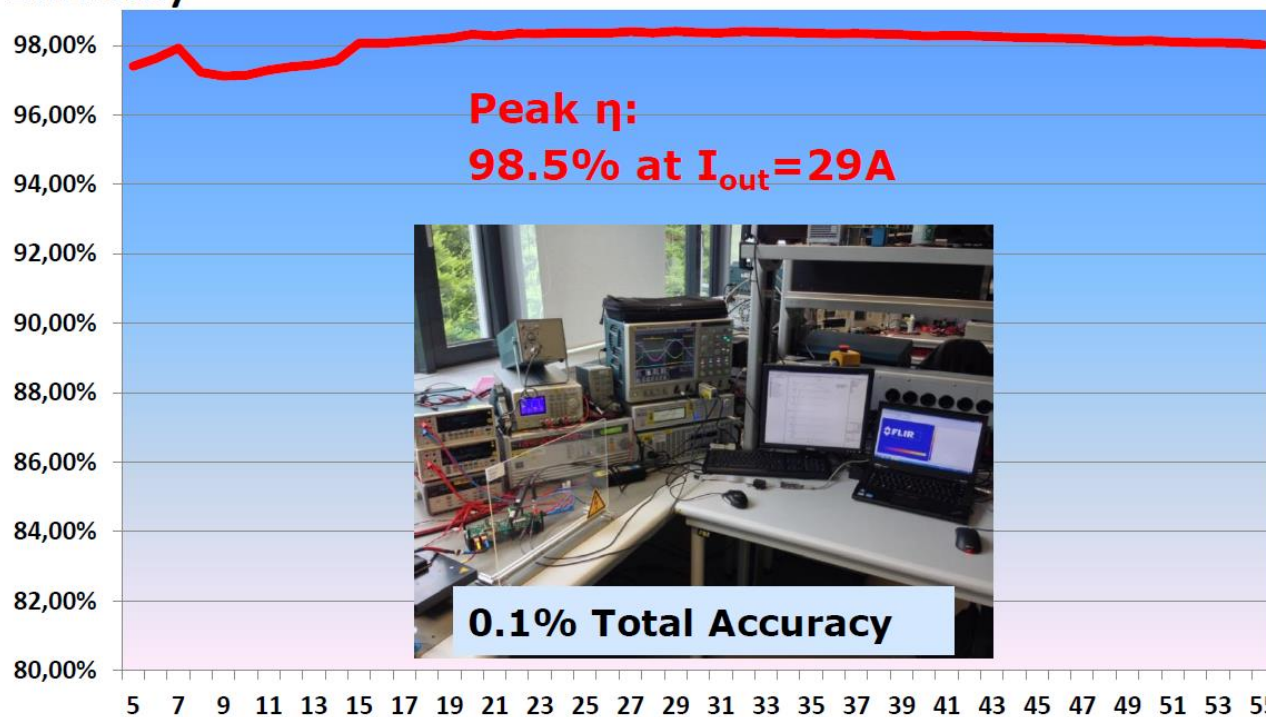 98,00%
96,00%
94,00%
92,00%
90,00%
88,00%
86,00%
84,00%
82,00%
80,00%
Peak η:
98.5% at Iout=29A
FLIR
0.1% Total Accuracy
5 7 9 11 13 15 17 19 21 23 25 27 29 31 33 35 37 39 41 43 45 47 49 51 53 55